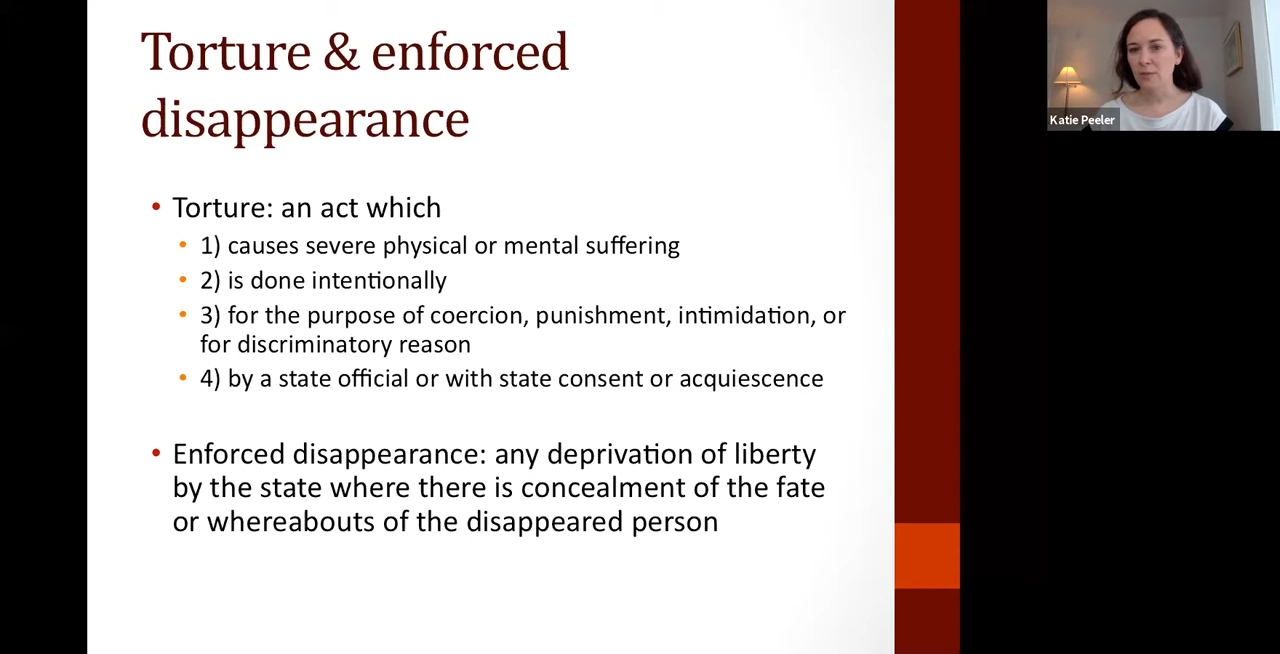 Torture & enforced
disappearance
• Torture: an act which
• 1) causes severe physical or mental suffering
• 2) is done intentionally
• 3) for the purpose of coercion, punishment, intimidation, or
for discriminatory reason
• 4) by a state official or with state consent or acquiescence
• Enforced disappearance: any deprivation of liberty
by the state where there is concealment of the fate
or whereabouts of the disappeared person
Katie Peeler